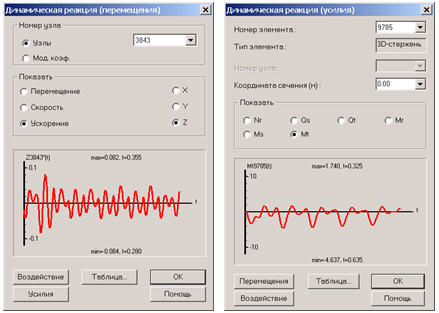 Динамическая реакция (перемещения)
Номер узла
Узлы
3843
Мод. коэф.
Показать
Перемещение
X
Скорость
Y
Ускорение
Z
Z3843"(t)
max=0.082, t=0.355
0.1
t
-0.1
min=-0.084, t=0.280
Воздействие
Таблица...
OK
Усилия
Помощь
Динамическая реакция (усилия)
Номер элемента:
9785
Тип элемента:
3D-стержень
Номер узла:
Координата сечения (м):
0.00
Показать
Nr
Qs
Qt
Mr
Ms
Mt
Mt9785(t)
max=1.740, t=0.325
10
t
-10
min=-4.637, t=0.635
Перемещения
Таблица...
OK
Воздействие
Помощь